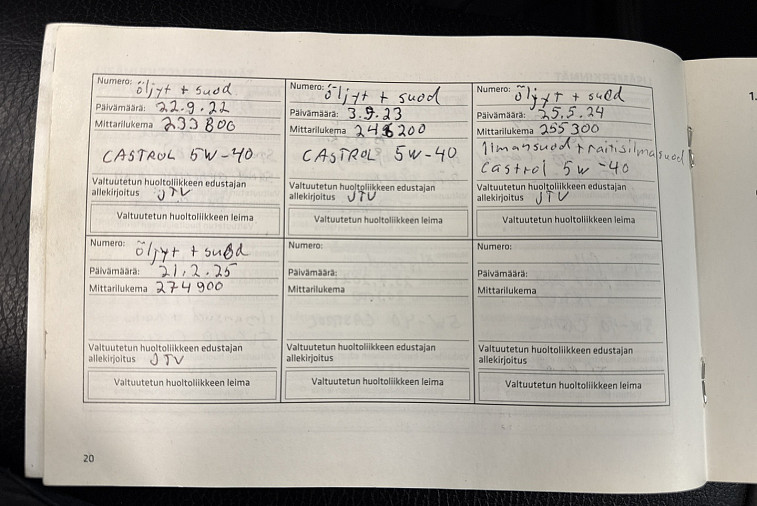 Numero: öljyt + suod
Päivämäärä: 22.9.22
Mittarilukema 233800
CASTROL 5W-40
Valtuutetun huoltoliikkeen edustajan
allekirjoitus JTV
Valtuutetun huoltoliikkeen leima
Numero: öljyt + suod
Päivämäärä: 3.9.23
Mittarilukema 246200
CASTROL 5W-40
Valtuutetun huoltoliikkeen edustajan
allekirjoitus JTV
Valtuutetun huoltoliikkeen leima
Numero: öljyt + suod
Päivämäärä: 25.5.24
Mittarilukema 255300
Ilmansuod + raitisilmasuod
Castrol 5w-40
Valtuutetun huoltoliikkeen edustajan
allekirjoitus JTV
Valtuutetun huoltoliikkeen leima
Numero: öljyt + suod
Päivämäärä: 21.2.25
Mittarilukema 274900
Valtuutetun huoltoliikkeen edustajan
allekirjoitus JTV
Valtuutetun huoltoliikkeen leima
Numero:
Päivämäärä:
Mittarilukema
Valtuutetun huoltoliikkeen edustajan
allekirjoitus
Valtuutetun huoltoliikkeen leima
Numero:
Päivämäärä:
Mittarilukema
Valtuutetun huoltoliikkeen edustajan
allekirjoitus
Valtuutetun huoltoliikkeen leima
20
1.